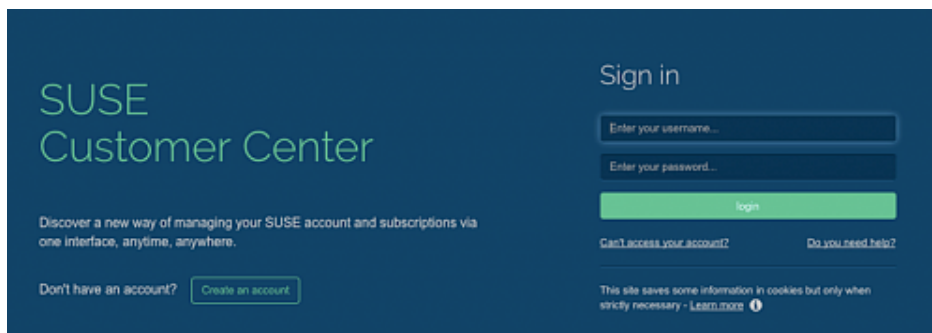 SUSE
Customer Center
Discover a new way of managing your SUSE account and subscriptions via
one interface, anytime, anywhere.
Don't have an account? Create an account
Sign in
Enter your username...
Enter your password...
login
Can't access your account? Do you need help?
This site saves some information in cookies but only when
strictly necessary - Learn more i